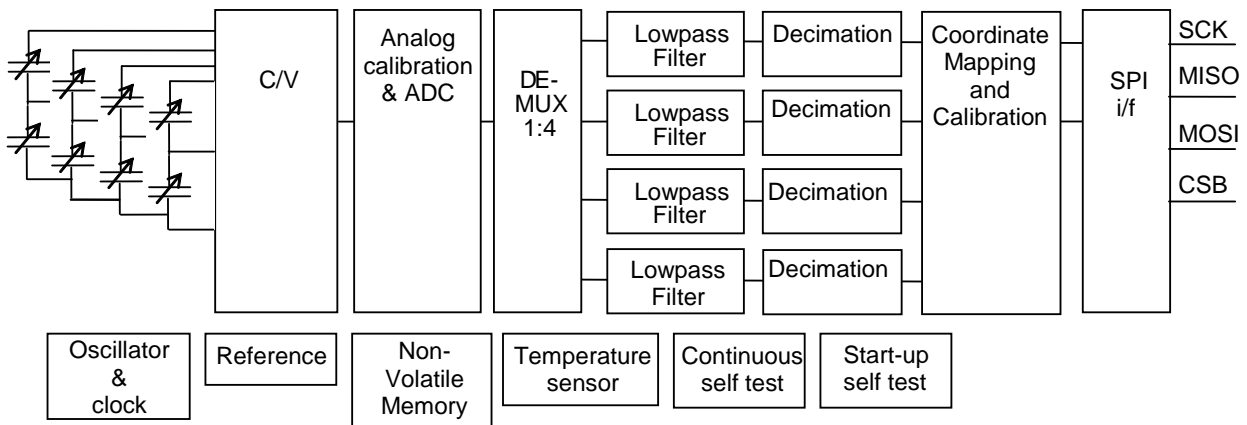 C/V
Analog
calibration
& ADC
DE-
MUX
1:4
Lowpass
Filter
Decimation
Lowpass
Filter
Decimation
Lowpass
Filter
Decimation
Lowpass
Filter
Decimation
Coordinate
Mapping
and
Calibration
SPI
i/f
SCK
MISO
MOSI
CSB
Oscillator
&
clock
Reference
Non-
Volatile
Memory
Temperature
sensor
Continuous
self test
Start-up
self test